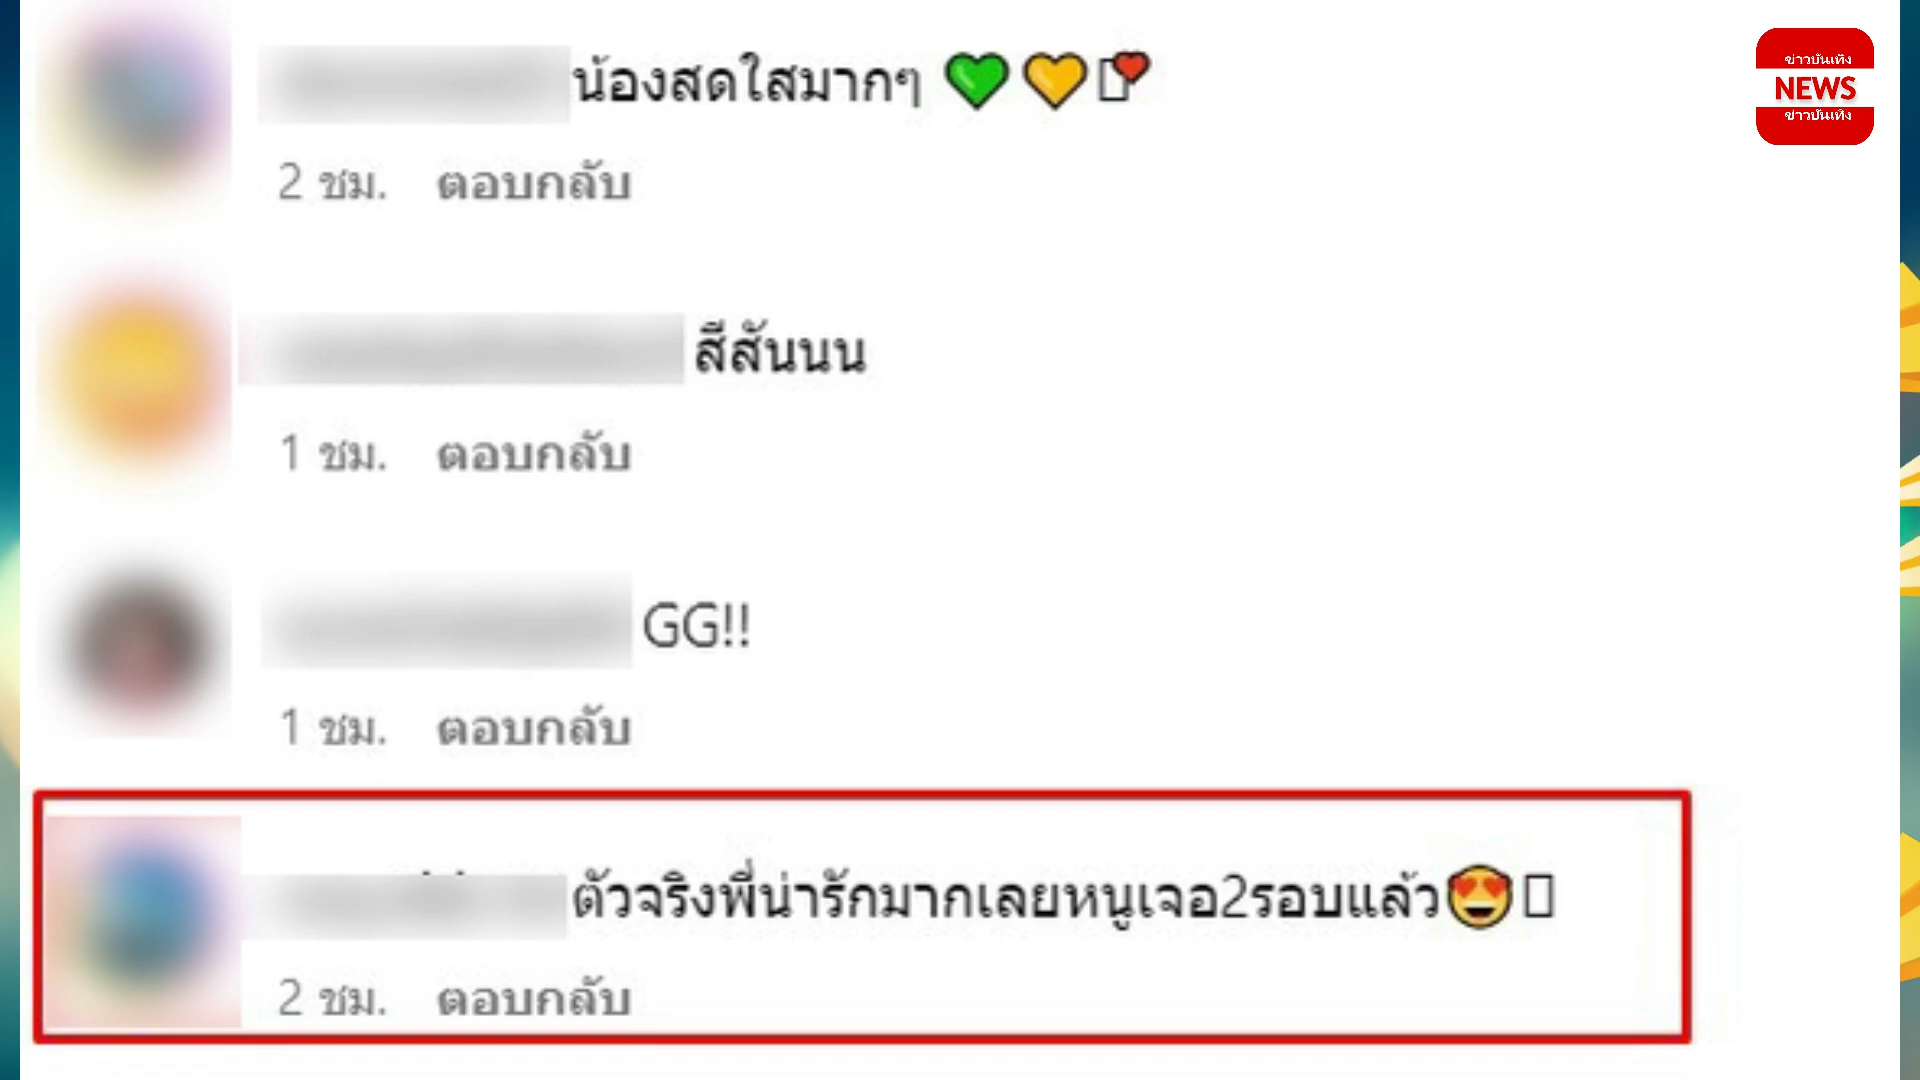 น้องสดใสมากๆ 💚 💛
2 ชม. ตอบกลับ
สีสันนน
1 ชม. ตอบกลับ
GG!!
1 ชม. ตอบกลับ
ตัวจริงพี่น่ารักมากเลยหนูเจอ2รอบแล้ว😍
2 ชม. ตอบกลับ
ข่าวบันเทิง
NEWS
ข่าวบันเทิง